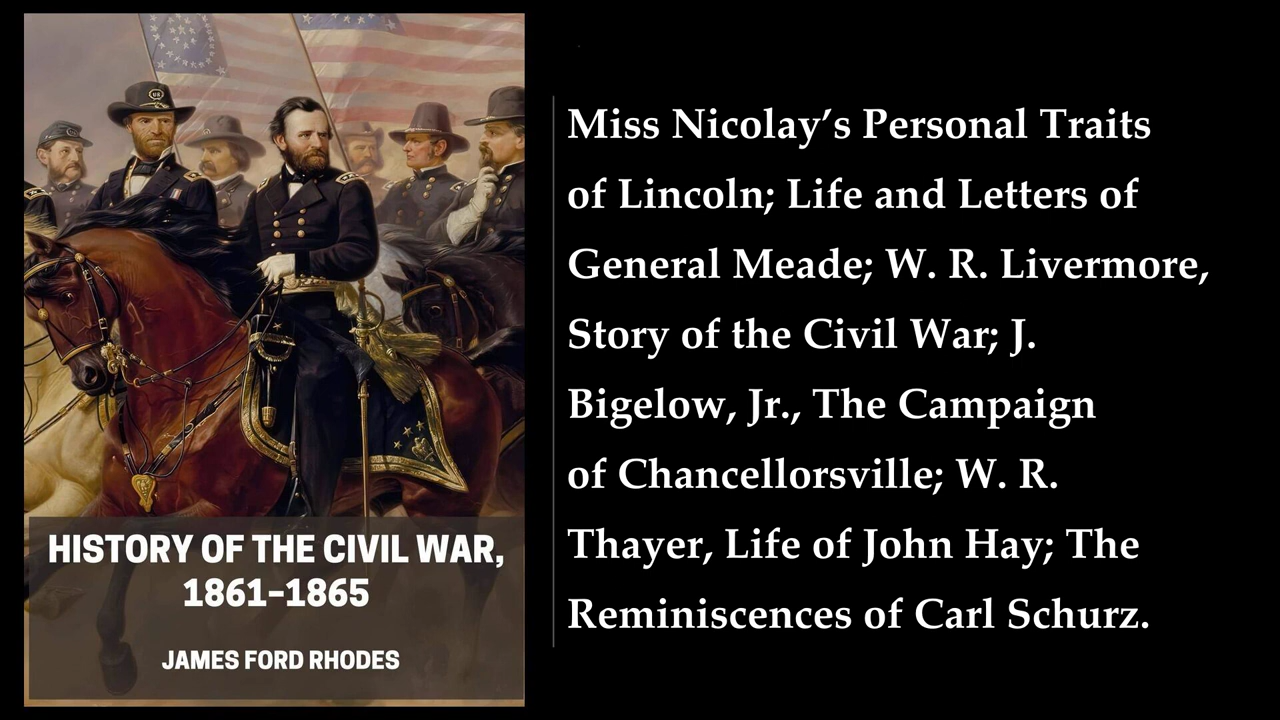 HISTORY OF THE CIVIL WAR,
1861–1865
JAMES FORD RHODES
Miss Nicolay’s Personal Traits
of Lincoln; Life and Letters of
General Meade; W. R. Livermore,
Story of the Civil War; J.
Bigelow, Jr., The Campaign
of Chancellorsville; W. R.
Thayer, Life of John Hay; The
Reminiscences of Carl Schurz.